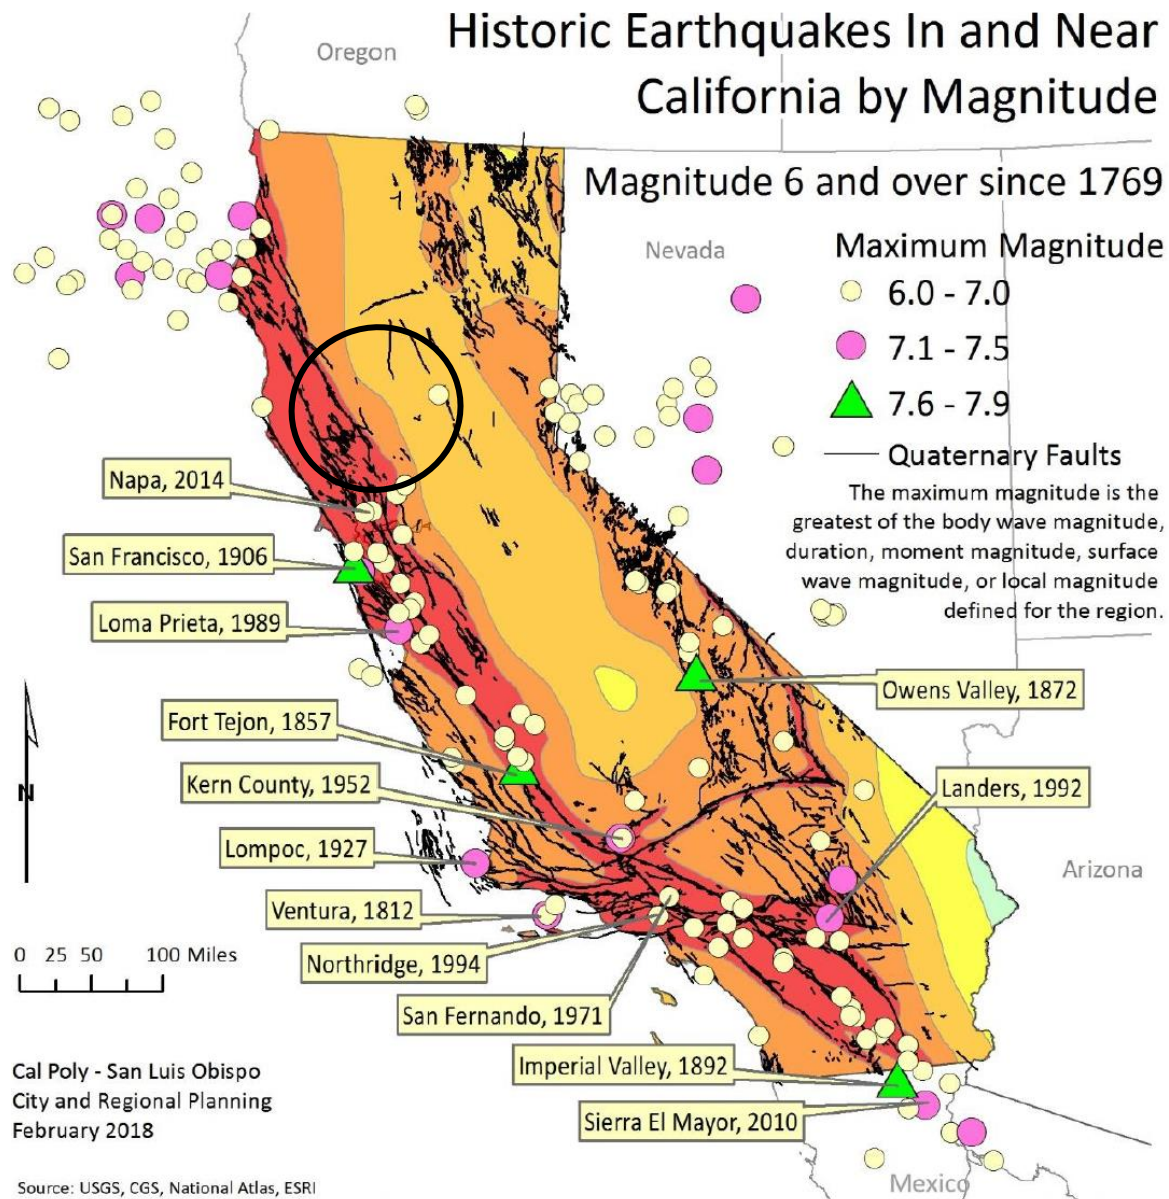 Historic Earthquakes In and Near
California by Magnitude
Oregon
Magnitude 6 and over since 1769
Nevada
Maximum Magnitude
6.0 - 7.0
7.1 - 7.5
7.6 - 7.9
Quaternary Faults
The maximum magnitude is the
greatest of the body wave magnitude,
duration, moment magnitude, surface
wave magnitude, or local magnitude
defined for the region.
Napa, 2014
San Francisco, 1906
Loma Prieta, 1989
Owens Valley, 1872
Fort Tejon, 1857
Kern County, 1952
Landers, 1992
N
Lompoc, 1927
Arizona
Ventura, 1812
0 25 50 100 Miles
Northridge, 1994
San Fernando, 1971
Imperial Valley, 1892
Sierra El Mayor, 2010
Cal Poly - San Luis Obispo
City and Regional Planning
February 2018
Mexico
Source: USGS, CGS, National Atlas, ESRI